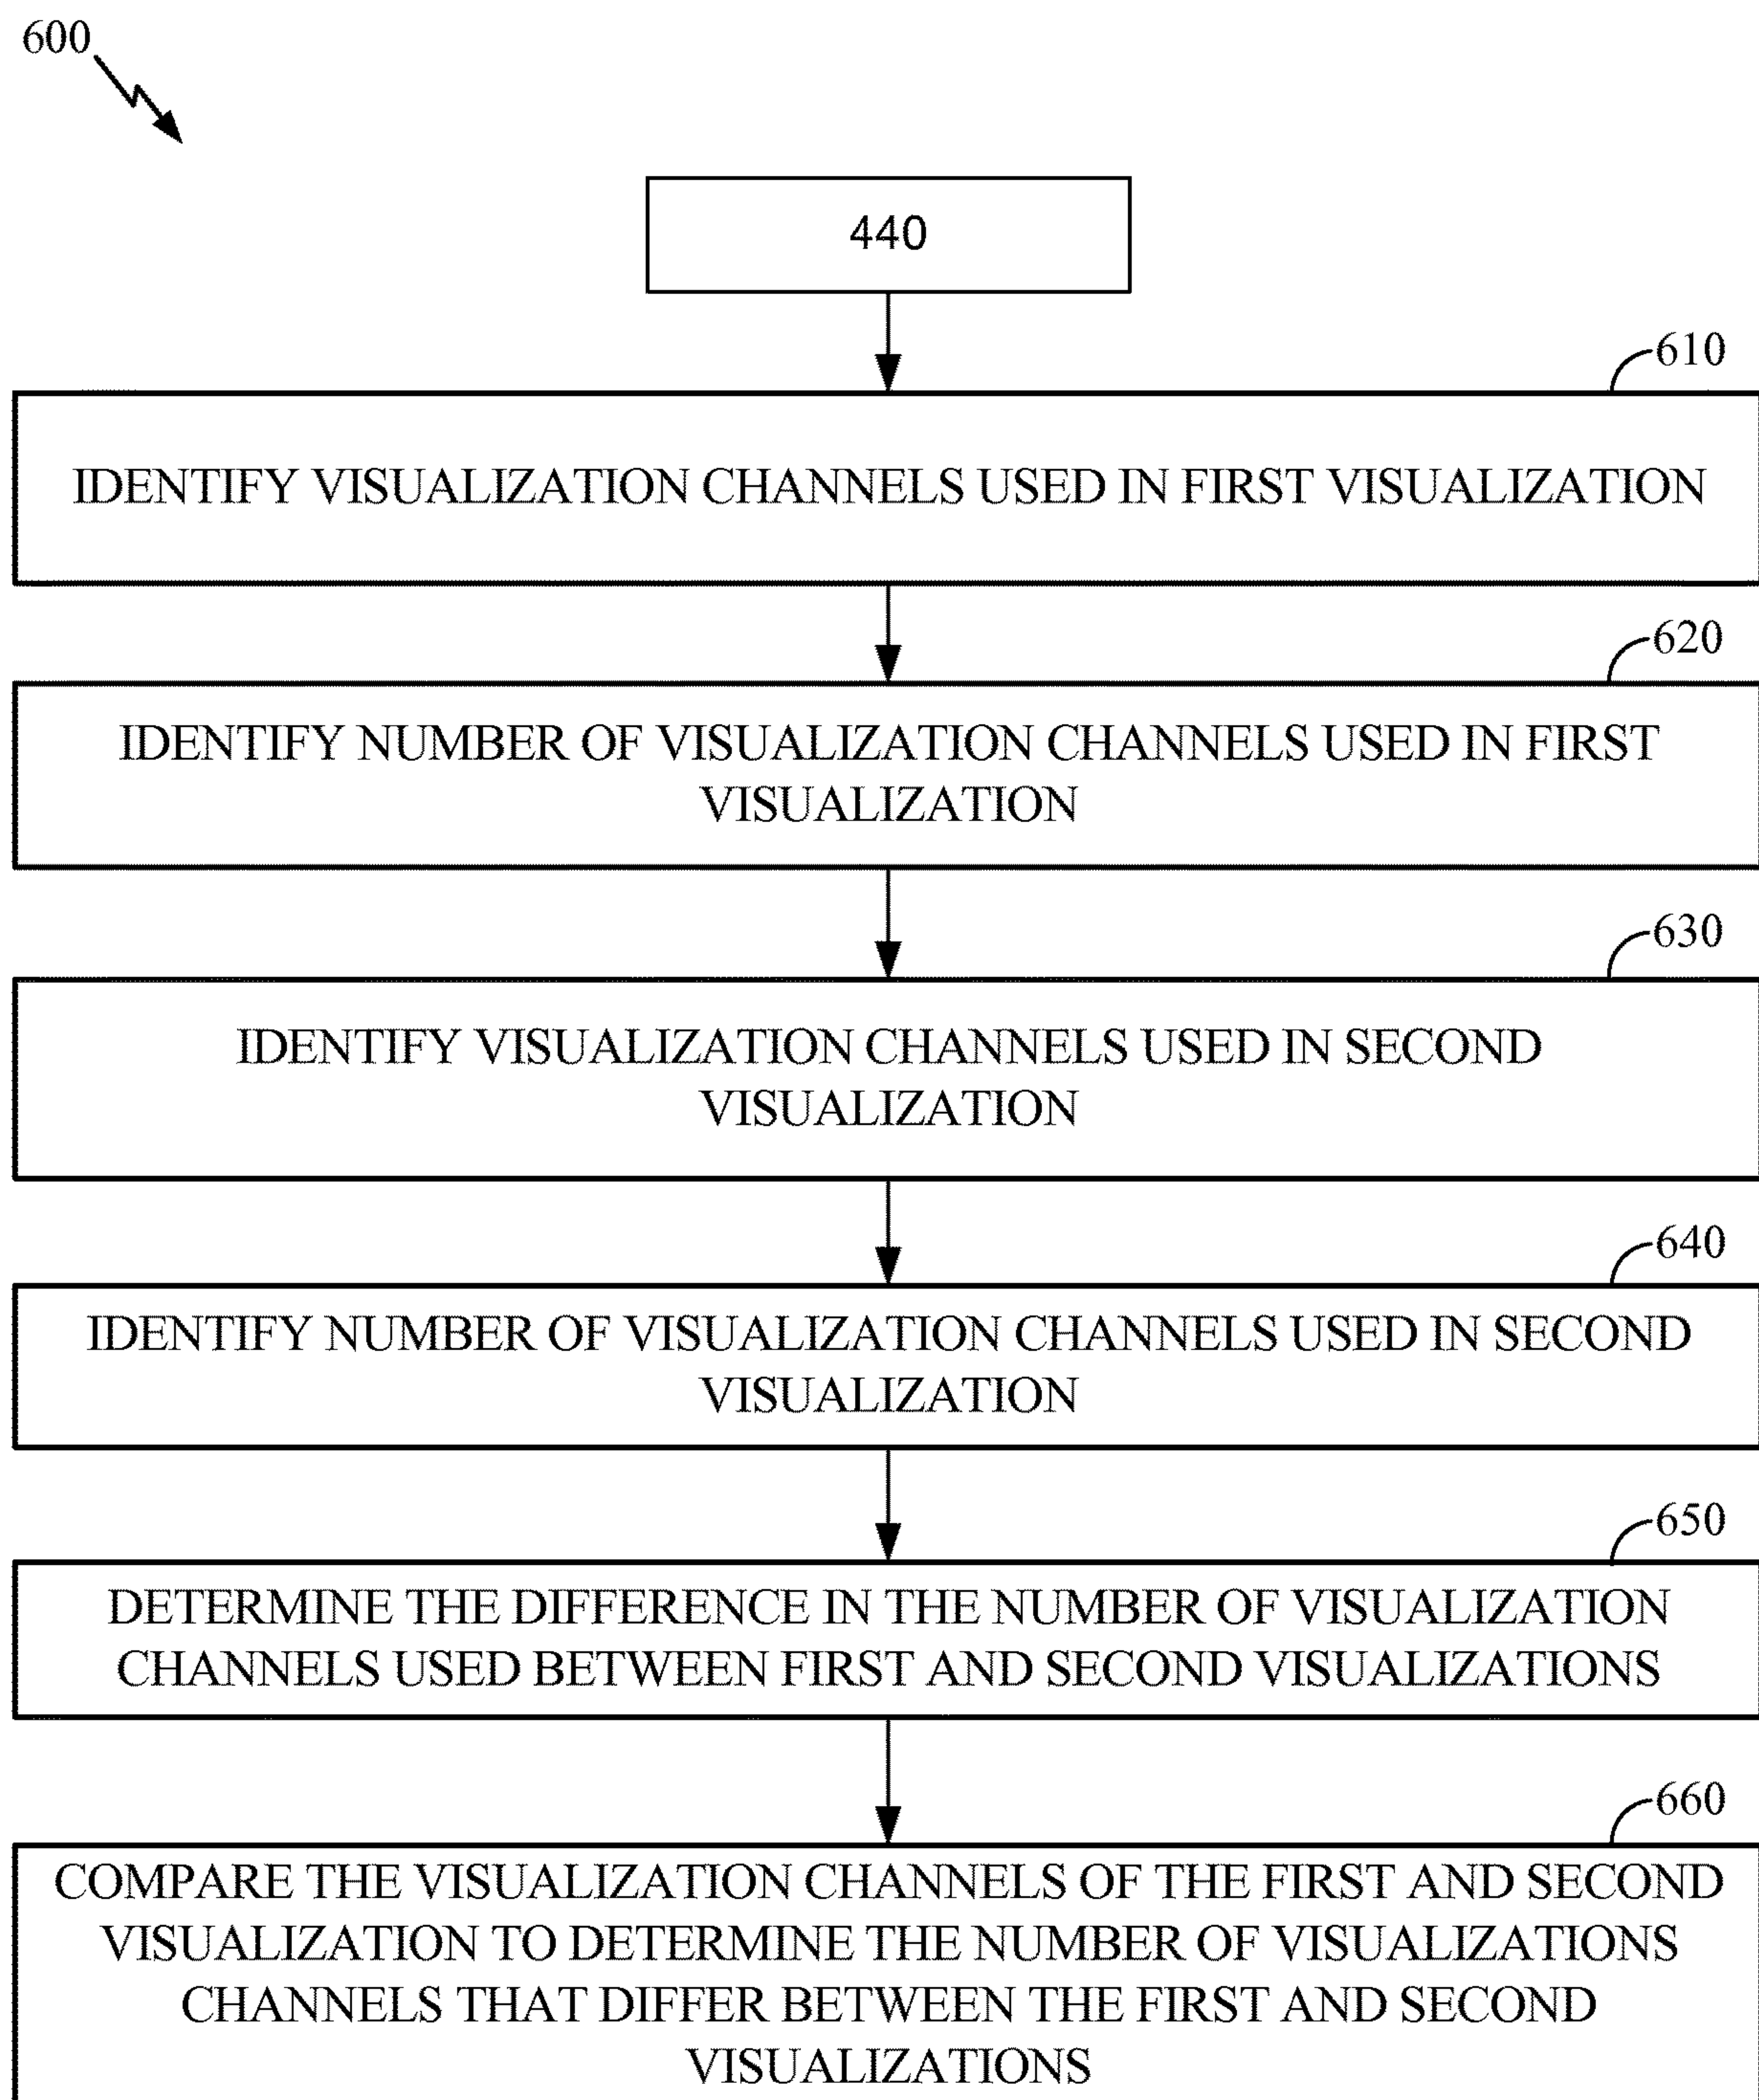 600
440
610
IDENTIFY VISUALIZATION CHANNELS USED IN FIRST VISUALIZATION
620
IDENTIFY NUMBER OF VISUALIZATION CHANNELS USED IN FIRST
VISUALIZATION
630
IDENTIFY VISUALIZATION CHANNELS USED IN SECOND
VISUALIZATION
640
IDENTIFY NUMBER OF VISUALIZATION CHANNELS USED IN SECOND
VISUALIZATION
650
DETERMINE THE DIFFERENCE IN THE NUMBER OF VISUALIZATION
CHANNELS USED BETWEEN FIRST AND SECOND VISUALIZATIONS
660
COMPARE THE VISUALIZATION CHANNELS OF THE FIRST AND SECOND
VISUALIZATION TO DETERMINE THE NUMBER OF VISUALIZATIONS
CHANNELS THAT DIFFER BETWEEN THE FIRST AND SECOND
VISUALIZATIONS